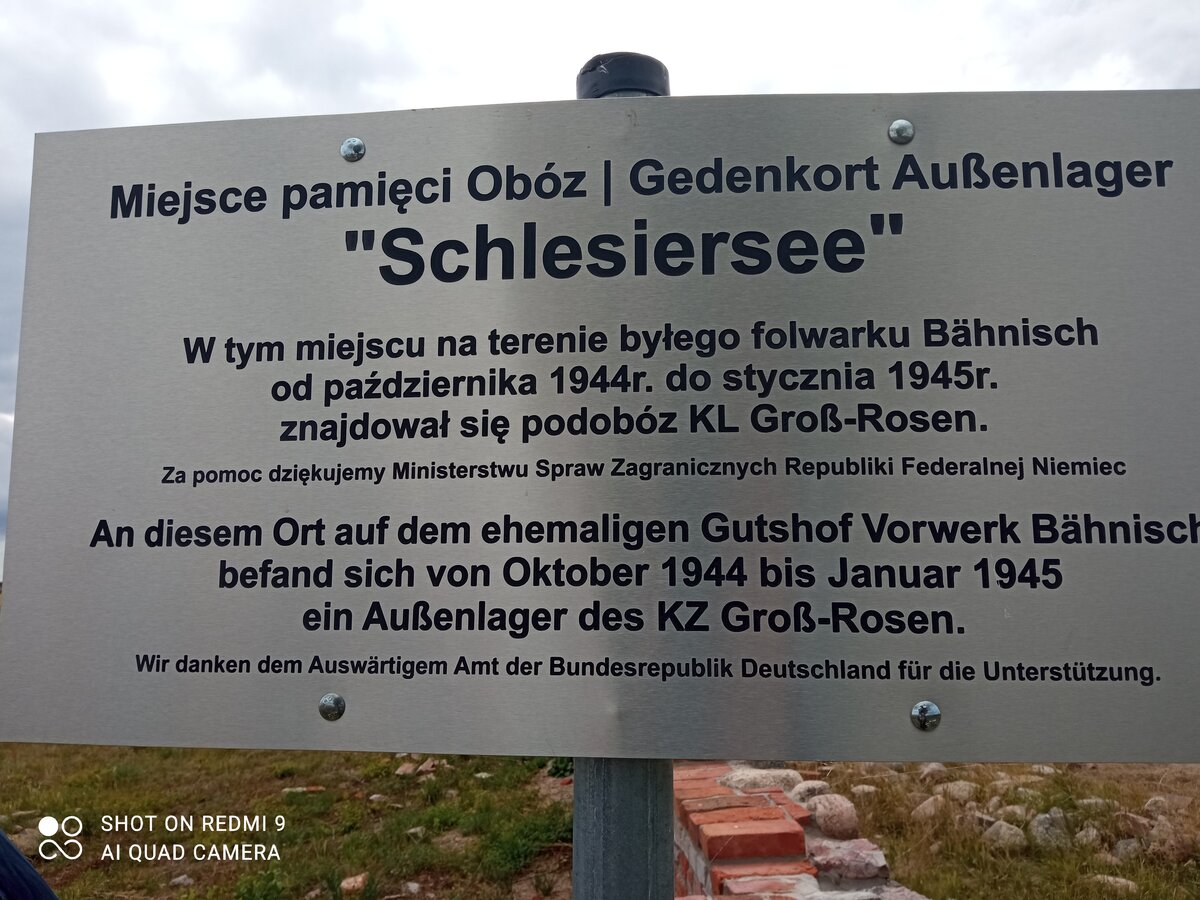 Miejsce pamięci Obóz | Gedenkort Außenlager
"Schlesiersee"
W tym miejscu na terenie byłego folwarku Bähnisch
od października 1944r. do stycznia 1945r.
znajdował się podobóz KL Groß-Rosen.
Za pomoc dziękujemy Ministerstwu Spraw Zagranicznych Republiki Federalnej Niemiec
An diesem Ort auf dem ehemaligen Gutshof Vorwerk Bähnisch
befand sich von Oktober 1944 bis Januar 1945
ein Außenlager des KZ Groß-Rosen.
Wir danken dem Auswärtigem Amt der Bundesrepublik Deutschland für die Unterstützung.
SHOT ON REDMI 9
AI QUAD CAMERA